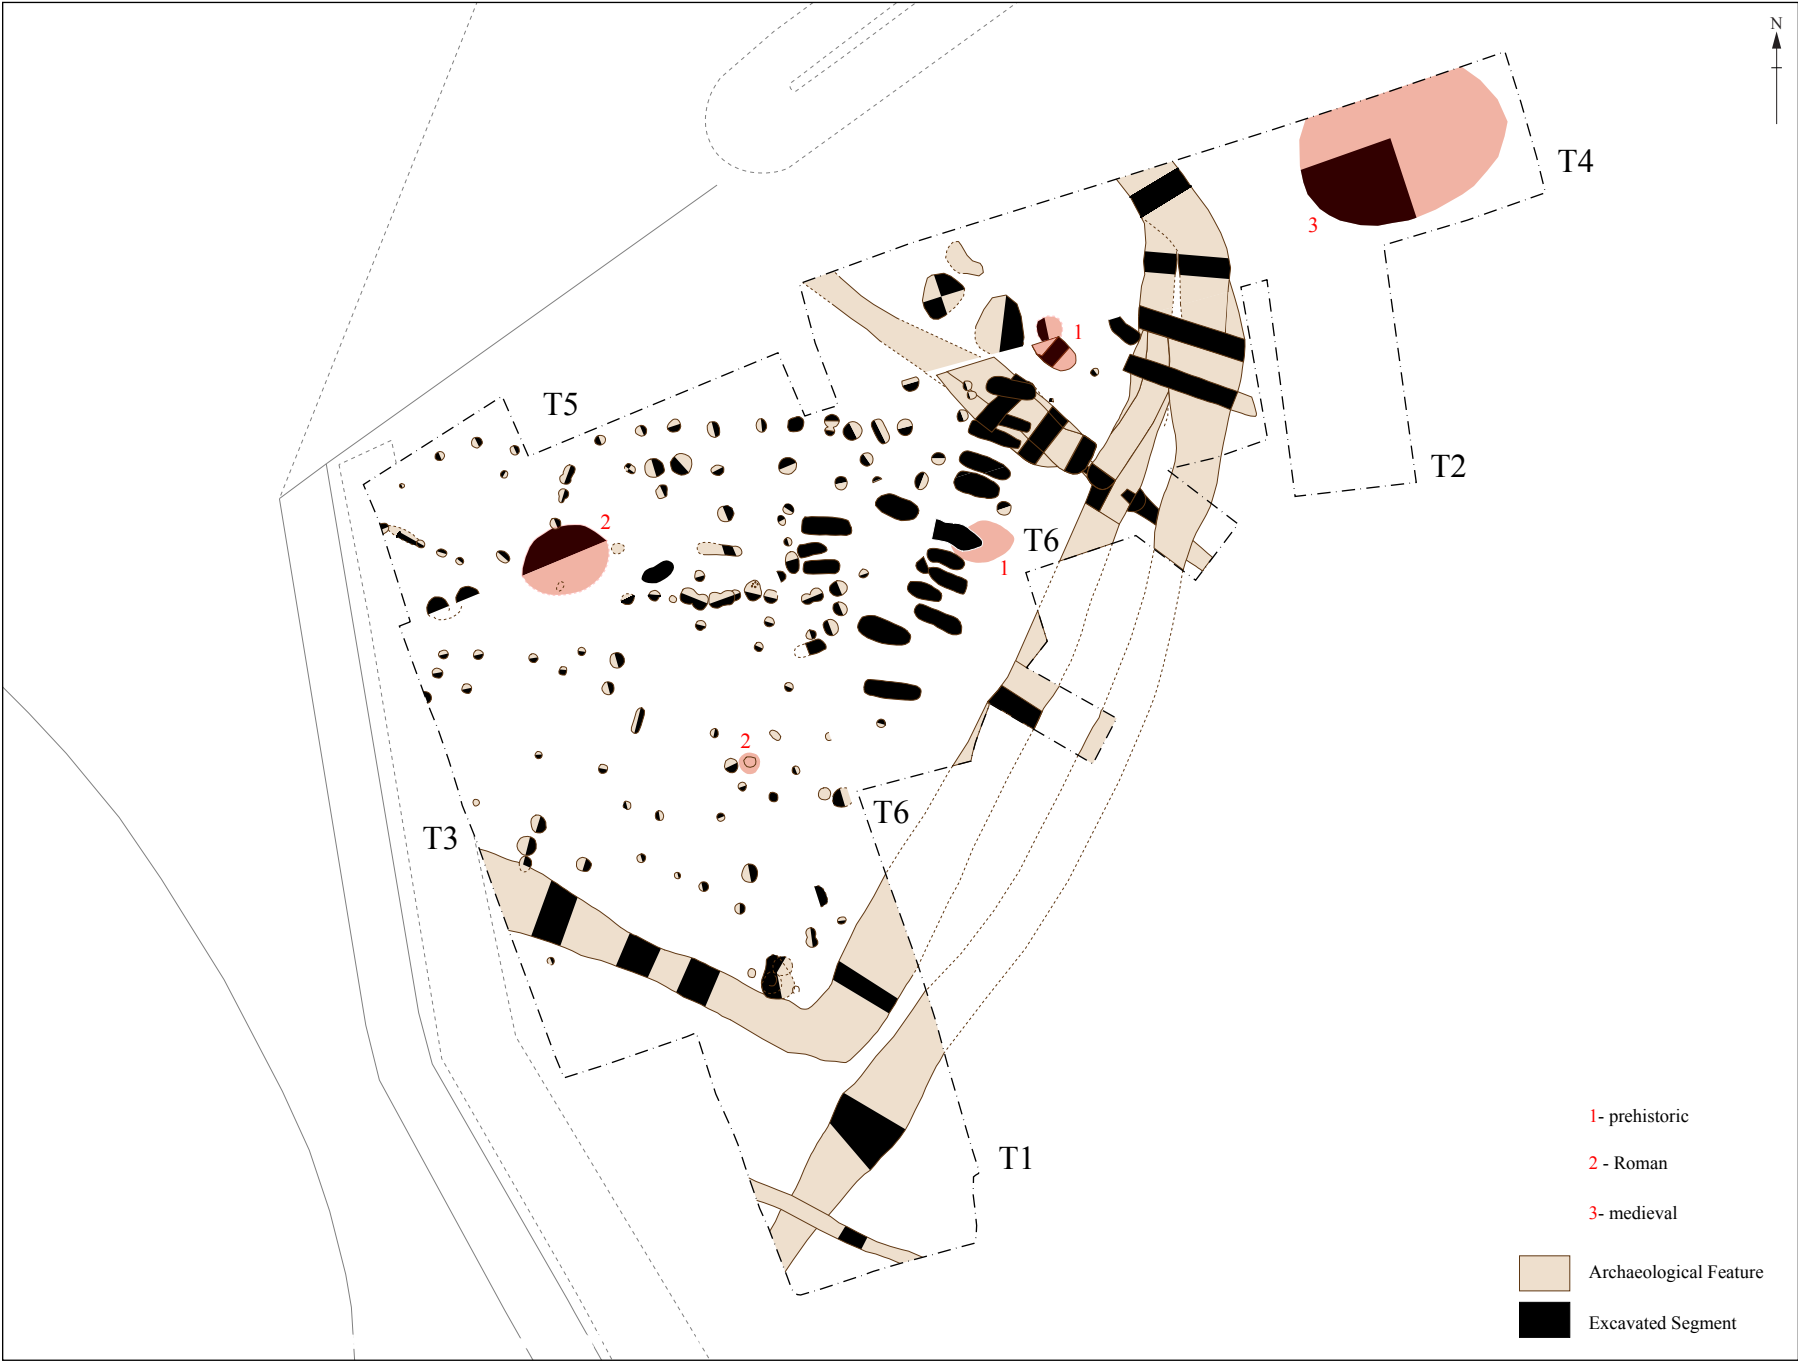 N
T4
3
1
T5
T2
2
T6
1
2
T6
T3
1- prehistoric
T1
2 - Roman
3- medieval
Archaeological Feature
Excavated Segment